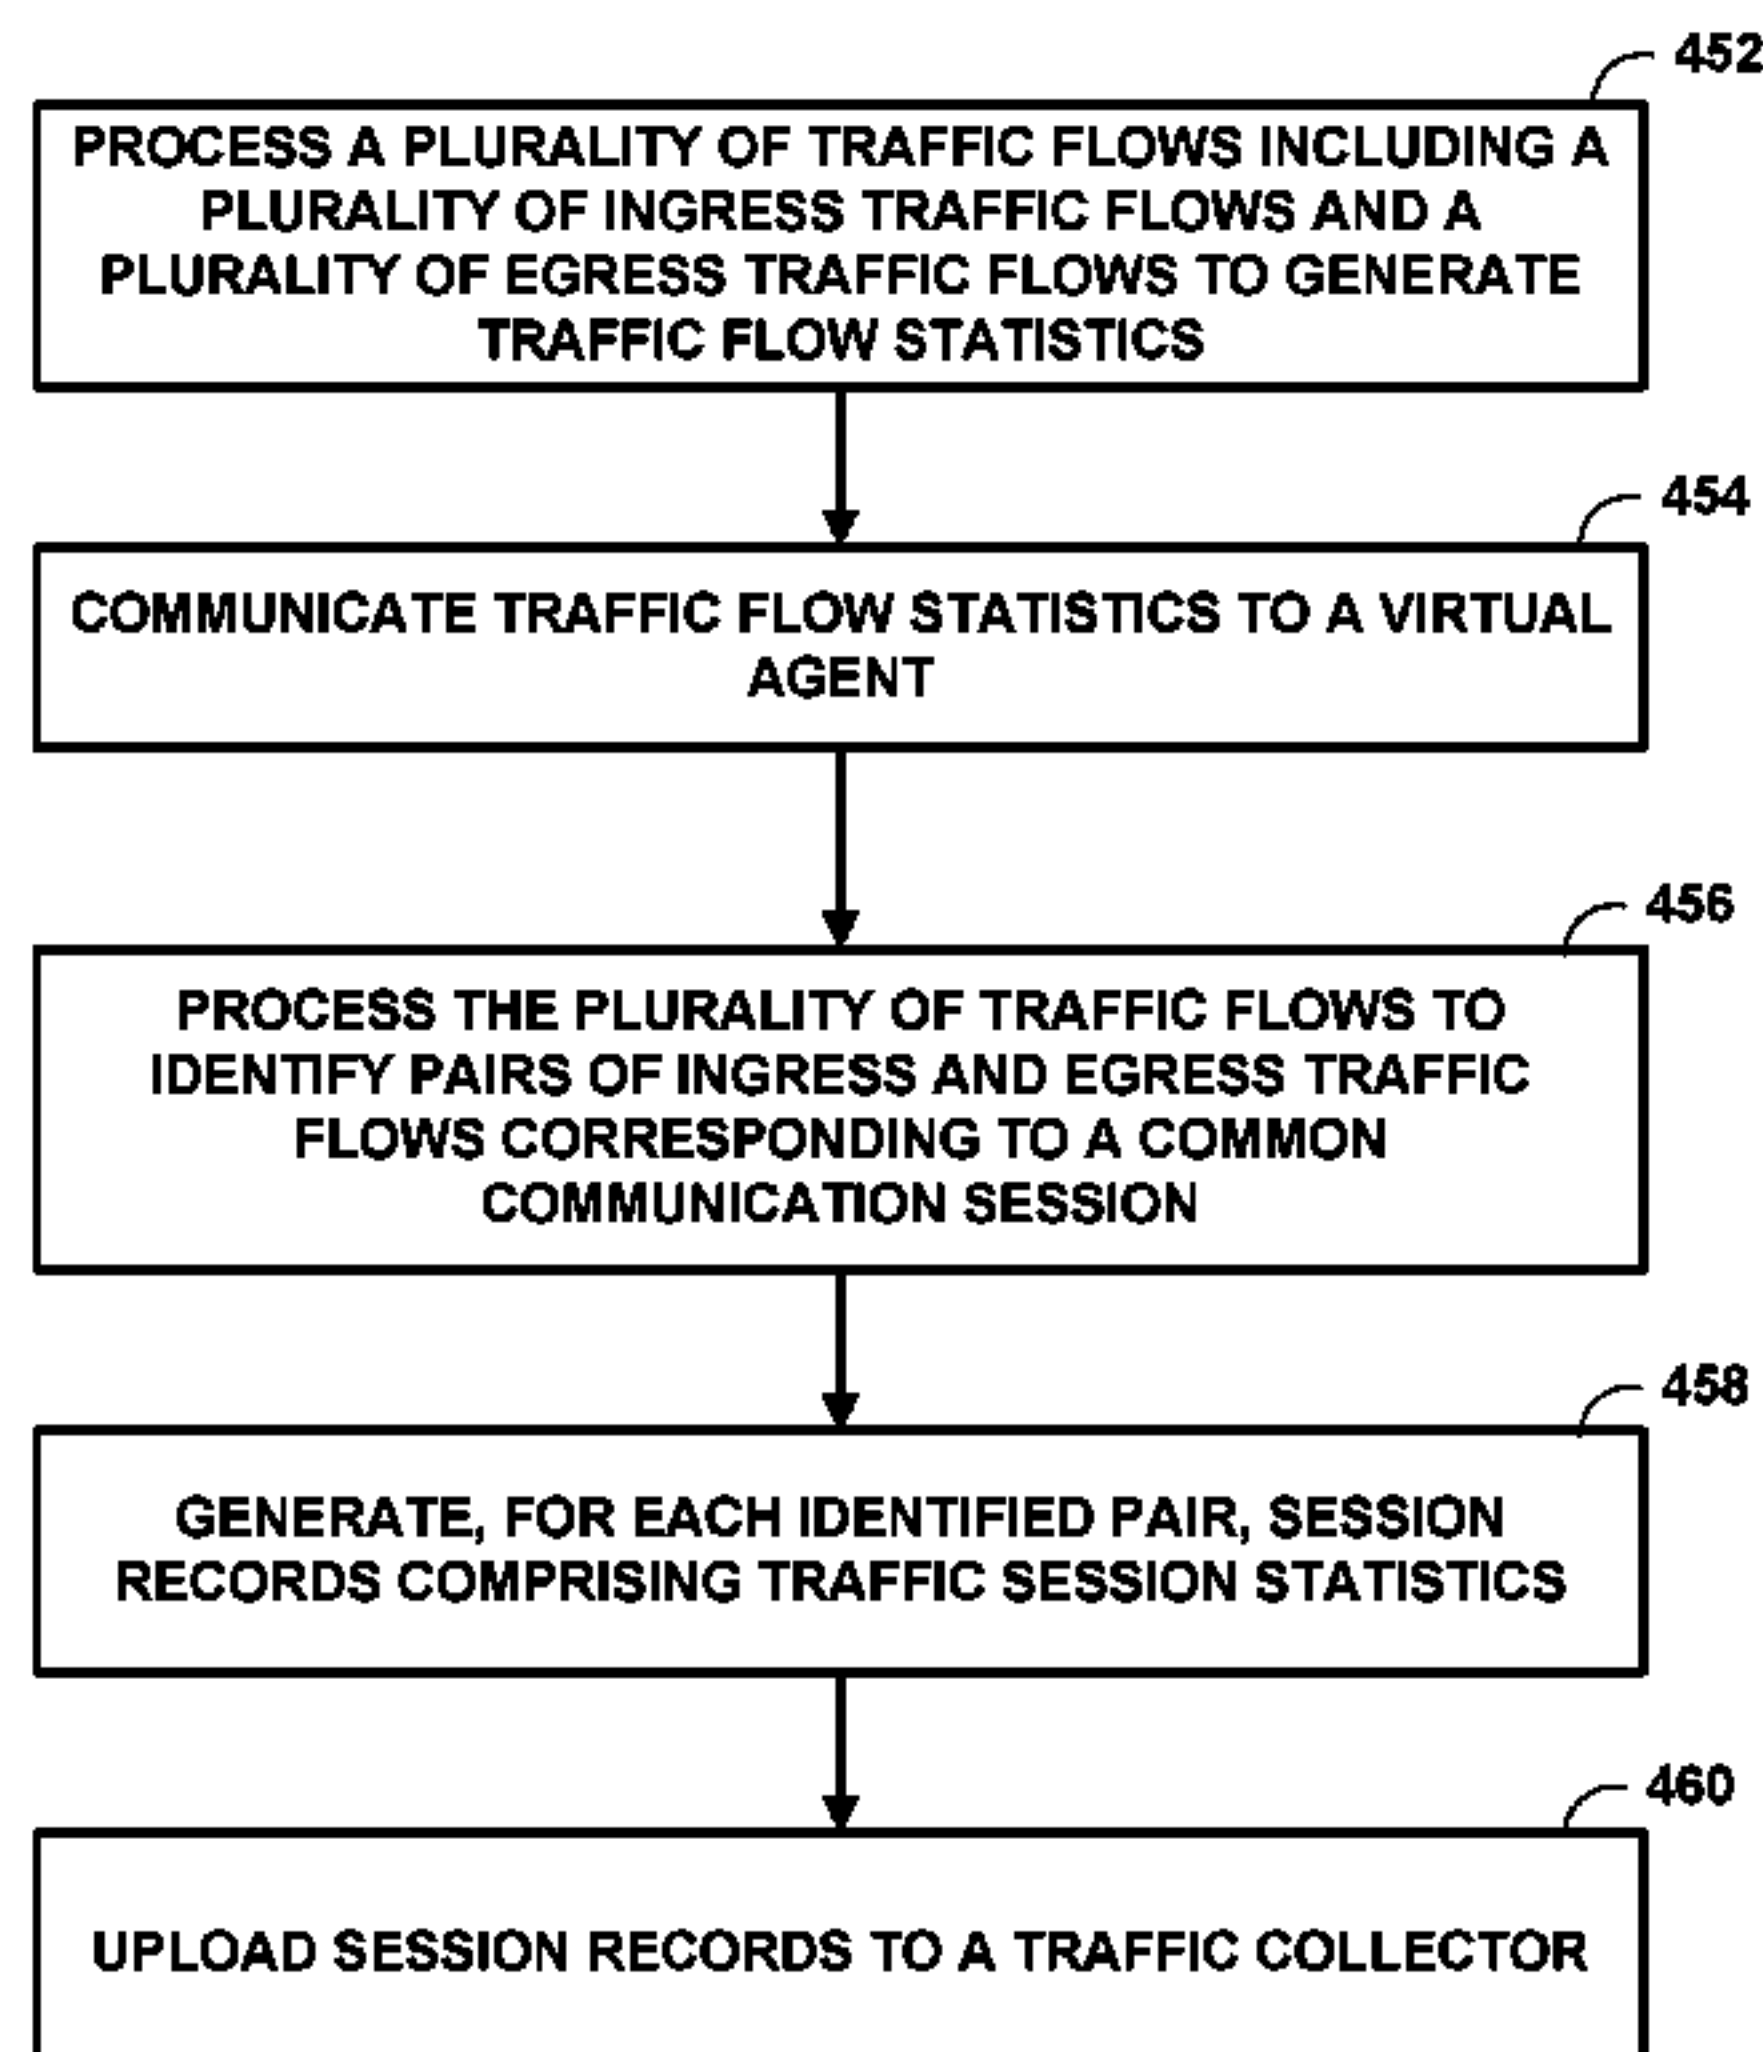 452
PROCESS A PLURALITY OF TRAFFIC FLOWS INCLUDING A
PLURALITY OF INGRESS TRAFFIC FLOWS AND A
PLURALITY OF EGRESS TRAFFIC FLOWS TO GENERATE
TRAFFIC FLOW STATISTICS
454
COMMUNICATE TRAFFIC FLOW STATISTICS TO A VIRTUAL
AGENT
456
PROCESS THE PLURALITY OF TRAFFIC FLOWS TO
IDENTIFY PAIRS OF INGRESS AND EGRESS TRAFFIC
FLOWS CORRESPONDING TO A COMMON
COMMUNICATION SESSION
458
GENERATE, FOR EACH IDENTIFIED PAIR, SESSION
RECORDS COMPRISING TRAFFIC SESSION STATISTICS
460
UPLOAD SESSION RECORDS TO A TRAFFIC COLLECTOR